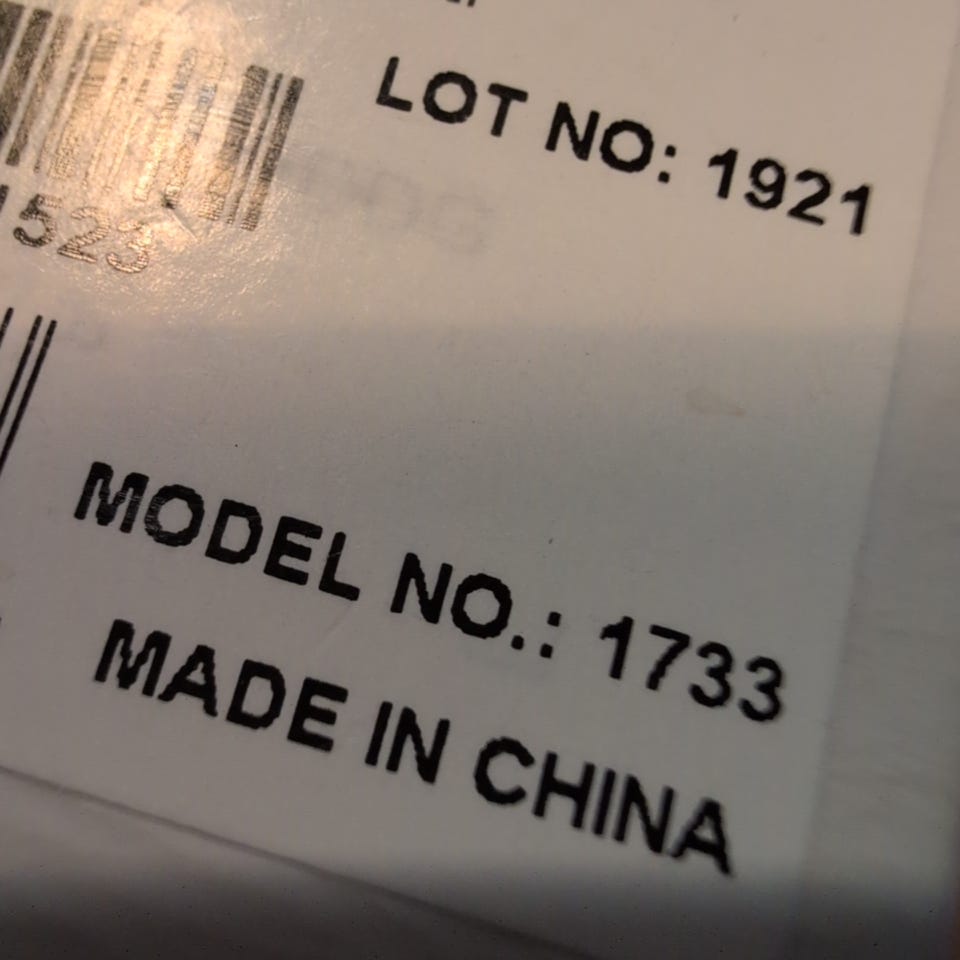 LOT NO: 1921
523
MODEL NO.: 1733
MADE IN CHINA